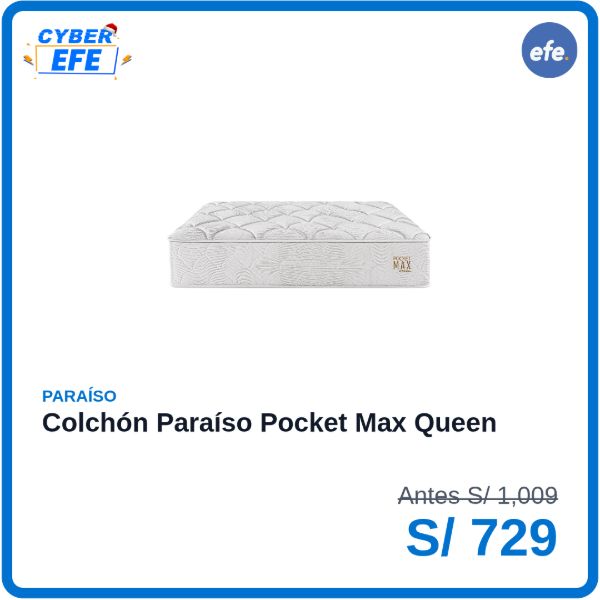 CYBER
EFE
efe.
POCKET
MAX
PARAÍSO
Colchón Paraíso Pocket Max Queen
Antes S/ 1,009
S/ 729